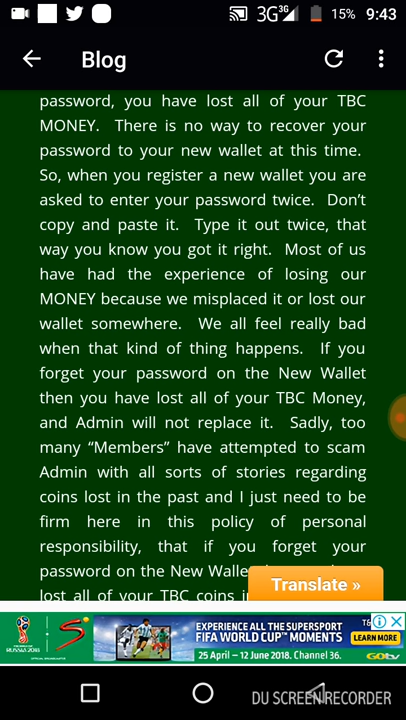 3G 3G 15% 9:43
Blog
password, you have lost all of your TBC
MONEY. There is no way to recover your
password to your new wallet at this time.
So, when you register a new wallet you are
asked to enter your password twice. Don't
copy and paste it. Type it out twice, that
way you know you got it right. Most of us
have had the experience of losing our
MONEY because we misplaced it or lost our
wallet somewhere. We all feel really bad
when that kind of thing happens. If you
forget your password on the New Wallet
then you have lost all of your TBC Money,
and Admin will not replace it. Sadly, too
many “Members” have attempted to scam
Admin with all sorts of stories regarding
coins lost in the past and I just need to be
firm here in this policy of personal
responsibility, that if you forget your
password on the New Walle
lost all of your TBC coins i
Translate »
EXPERIENCE ALL THE SUPERSPORT
FIFA WORLD CUP™ MOMENTS
25 April – 12 June 2018. Channel 36.
LEARN MORE
GOtv
RUSSIA 2018
DU SCREEN RECORDER